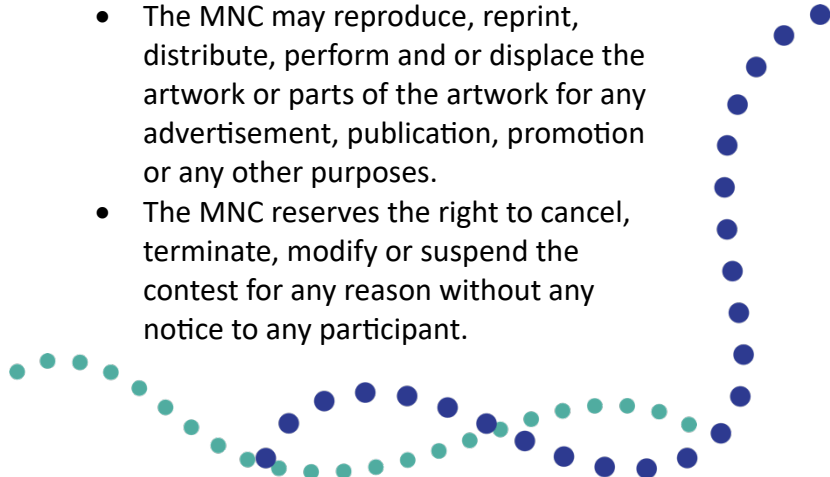 • The MNC may reproduce, reprint,
distribute, perform and or displace the
artwork or parts of the artwork for any
advertisement, publication, promotion
or any other purposes.
• The MNC reserves the right to cancel,
terminate, modify or suspend the
contest for any reason without any
notice to any participant.